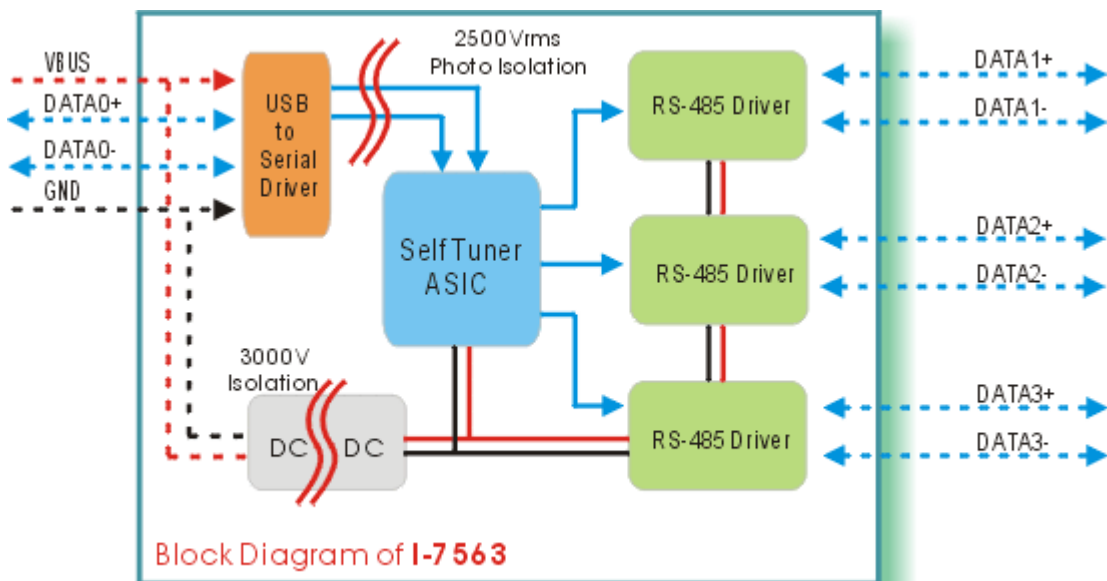 VBUS
DATA0+
DATA0-
GND
USB
to
Serial
Driver
2500Vrms
Photo Isolation
Self Tuner
ASIC
RS-485 Driver
RS-485 Driver
RS-485 Driver
DATA1+
DATA1-
DATA2+
DATA2-
DATA3+
DATA3-
3000V
Isolation
DC DC
Block Diagram of I-7563